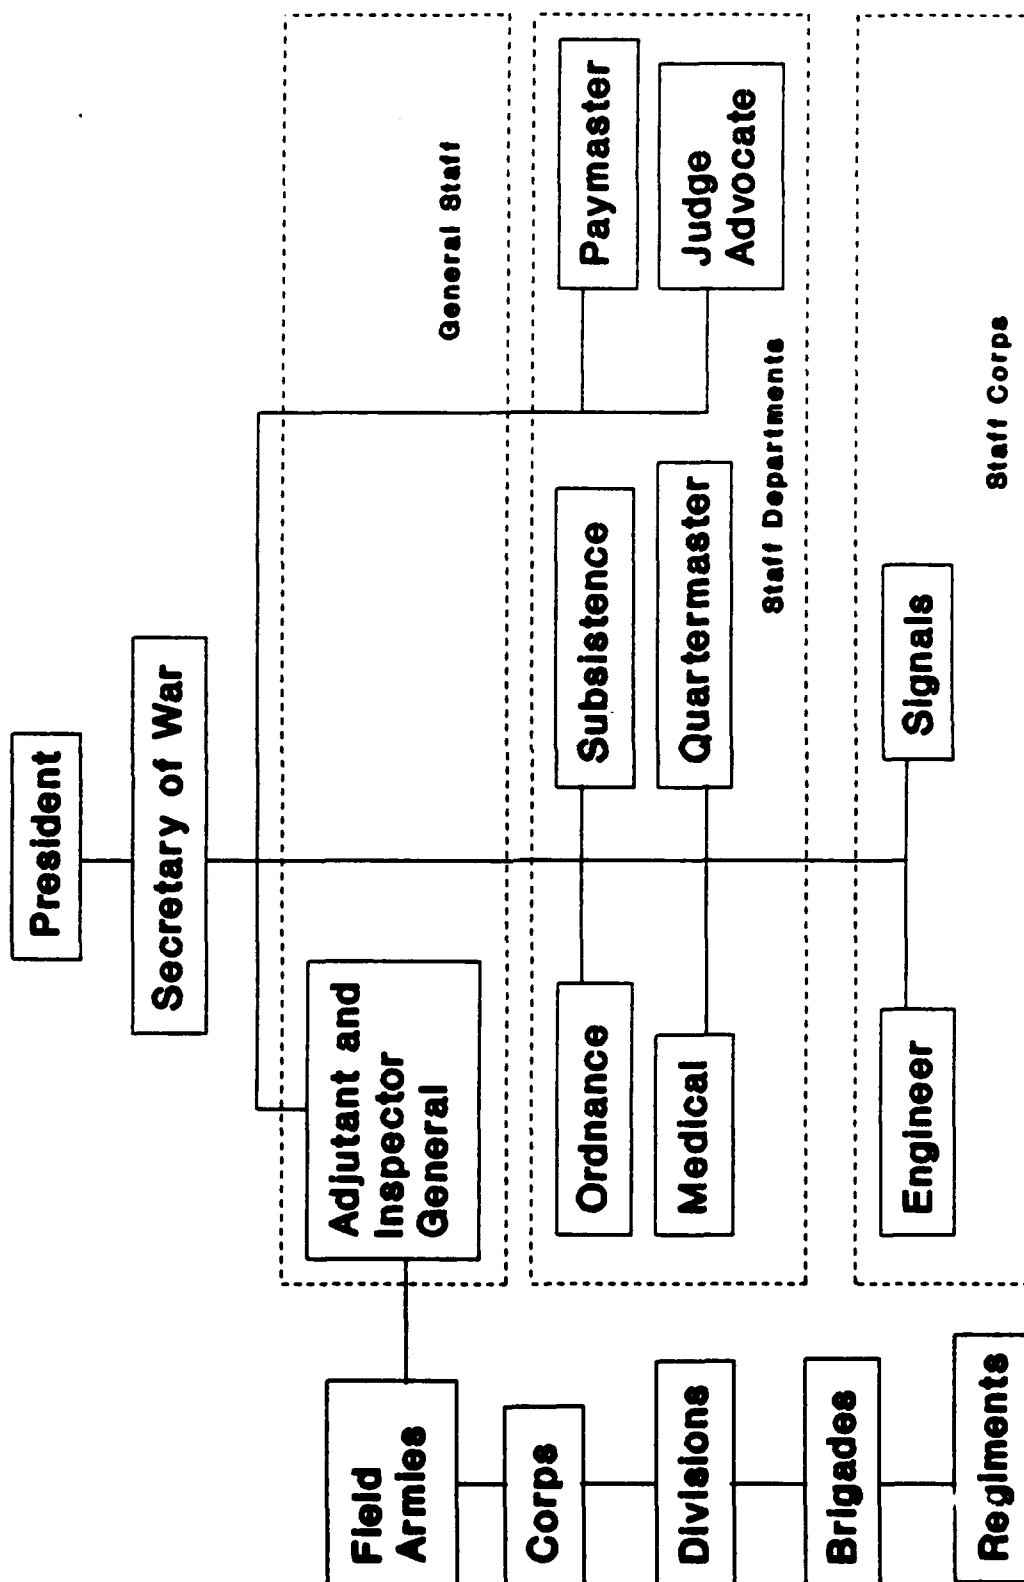 President
Secretary of War
Adjutant and
Inspector
General
General Staff
Field
Armies
Corps
Divisions
Brigades
Regiments
Ordnance
Subsistence
Paymaster
Medical
Quartermaster
Judge
Advocate
Staff Departments
Engineer
Signals
Staff Corps